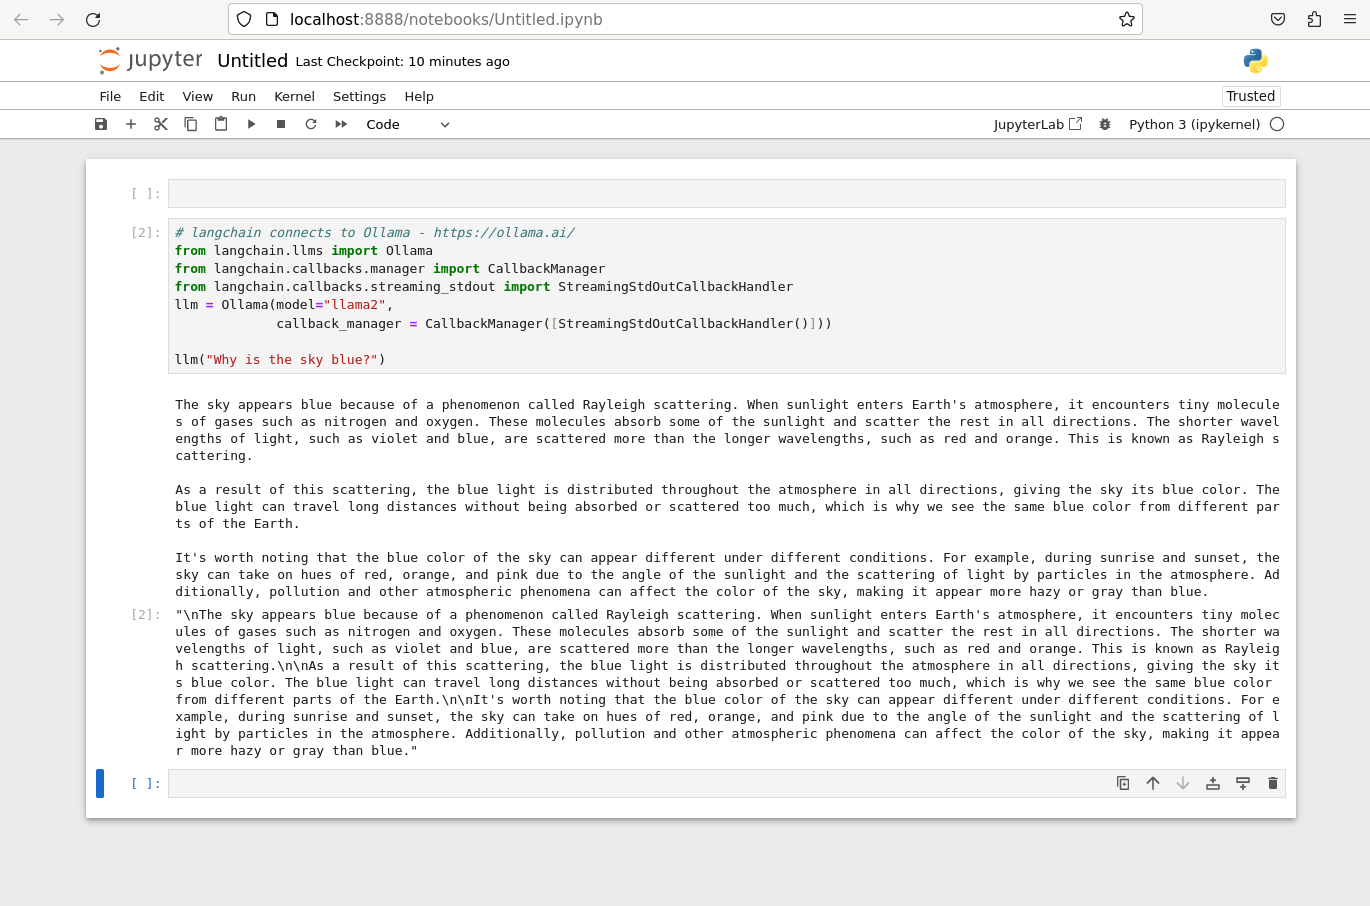 localhost:8888/notebooks/Untitled.ipynb
jupyter Untitled Last Checkpoint: 10 minutes ago
File Edit View Run Kernel Settings Help Trusted
Code JupyterLab Python 3 (ipykernel)
[ ]:
[2]: # langchain connects to Ollama - https://ollama.ai/
from langchain.llms import Ollama
from langchain.callbacks.manager import CallbackManager
from langchain.callbacks.streaming_stdout import StreamingStdOutCallbackHandler
llm = Ollama(model="llama2",
             callback_manager = CallbackManager([StreamingStdOutCallbackHandler()]))
llm("Why is the sky blue?")
The sky appears blue because of a phenomenon called Rayleigh scattering. When sunlight enters Earth's atmosphere, it encounters tiny molecule
s of gases such as nitrogen and oxygen. These molecules absorb some of the sunlight and scatter the rest in all directions. The shorter wavel
engths of light, such as violet and blue, are scattered more than the longer wavelengths, such as red and orange. This is known as Rayleigh s
cattering.
As a result of this scattering, the blue light is distributed throughout the atmosphere in all directions, giving the sky its blue color. The
blue light can travel long distances without being absorbed or scattered too much, which is why we see the same blue color from different par
ts of the Earth.
It's worth noting that the blue color of the sky can appear different under different conditions. For example, during sunrise and sunset, the
sky can take on hues of red, orange, and pink due to the angle of the sunlight and the scattering of light by particles in the atmosphere. Ad
ditionally, pollution and other atmospheric phenomena can affect the color of the sky, making it appear more hazy or gray than blue.
[2]: "\nThe sky appears blue because of a phenomenon called Rayleigh scattering. When sunlight enters Earth's atmosphere, it encounters tiny molec
ules of gases such as nitrogen and oxygen. These molecules absorb some of the sunlight and scatter the rest in all directions. The shorter wa
velengths of light, such as violet and blue, are scattered more than the longer wavelengths, such as red and orange. This is known as Rayleig
h scattering.\n\nAs a result of this scattering, the blue light is distributed throughout the atmosphere in all directions, giving the sky it
s blue color. The blue light can travel long distances without being absorbed or scattered too much, which is why we see the same blue color
from different parts of the Earth.\n\nIt's worth noting that the blue color of the sky can appear different under different conditions. For e
xample, during sunrise and sunset, the sky can take on hues of red, orange, and pink due to the angle of the sunlight and the scattering of l
ight by particles in the atmosphere. Additionally, pollution and other atmospheric phenomena can affect the color of the sky, making it appea
r more hazy or gray than blue."
[ ]: